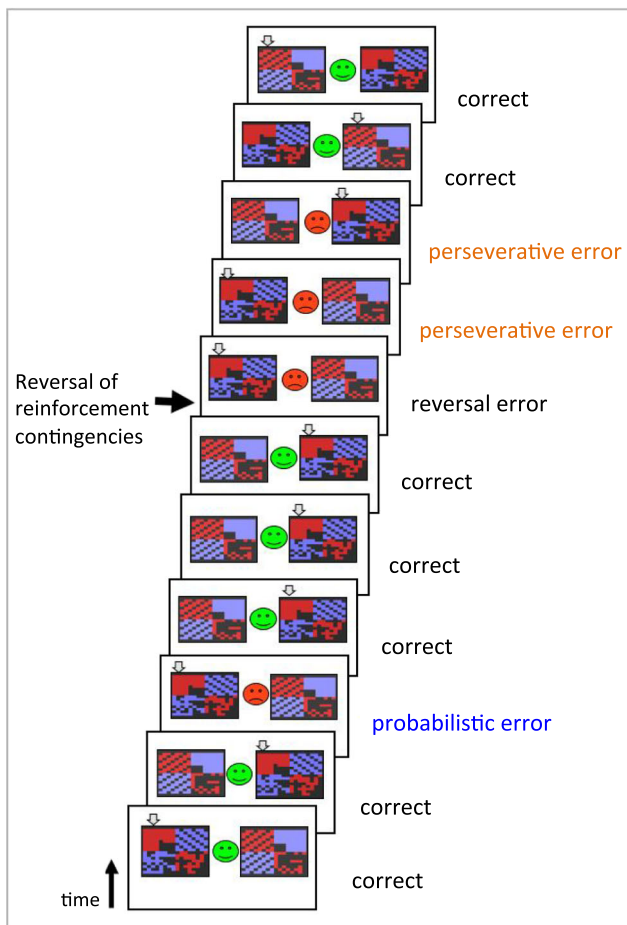 correct
correct
perseverative error
perseverative error
Reversal of
reinforcement
contingencies
reversal error
correct
correct
correct
probabilistic error
correct
correct
time